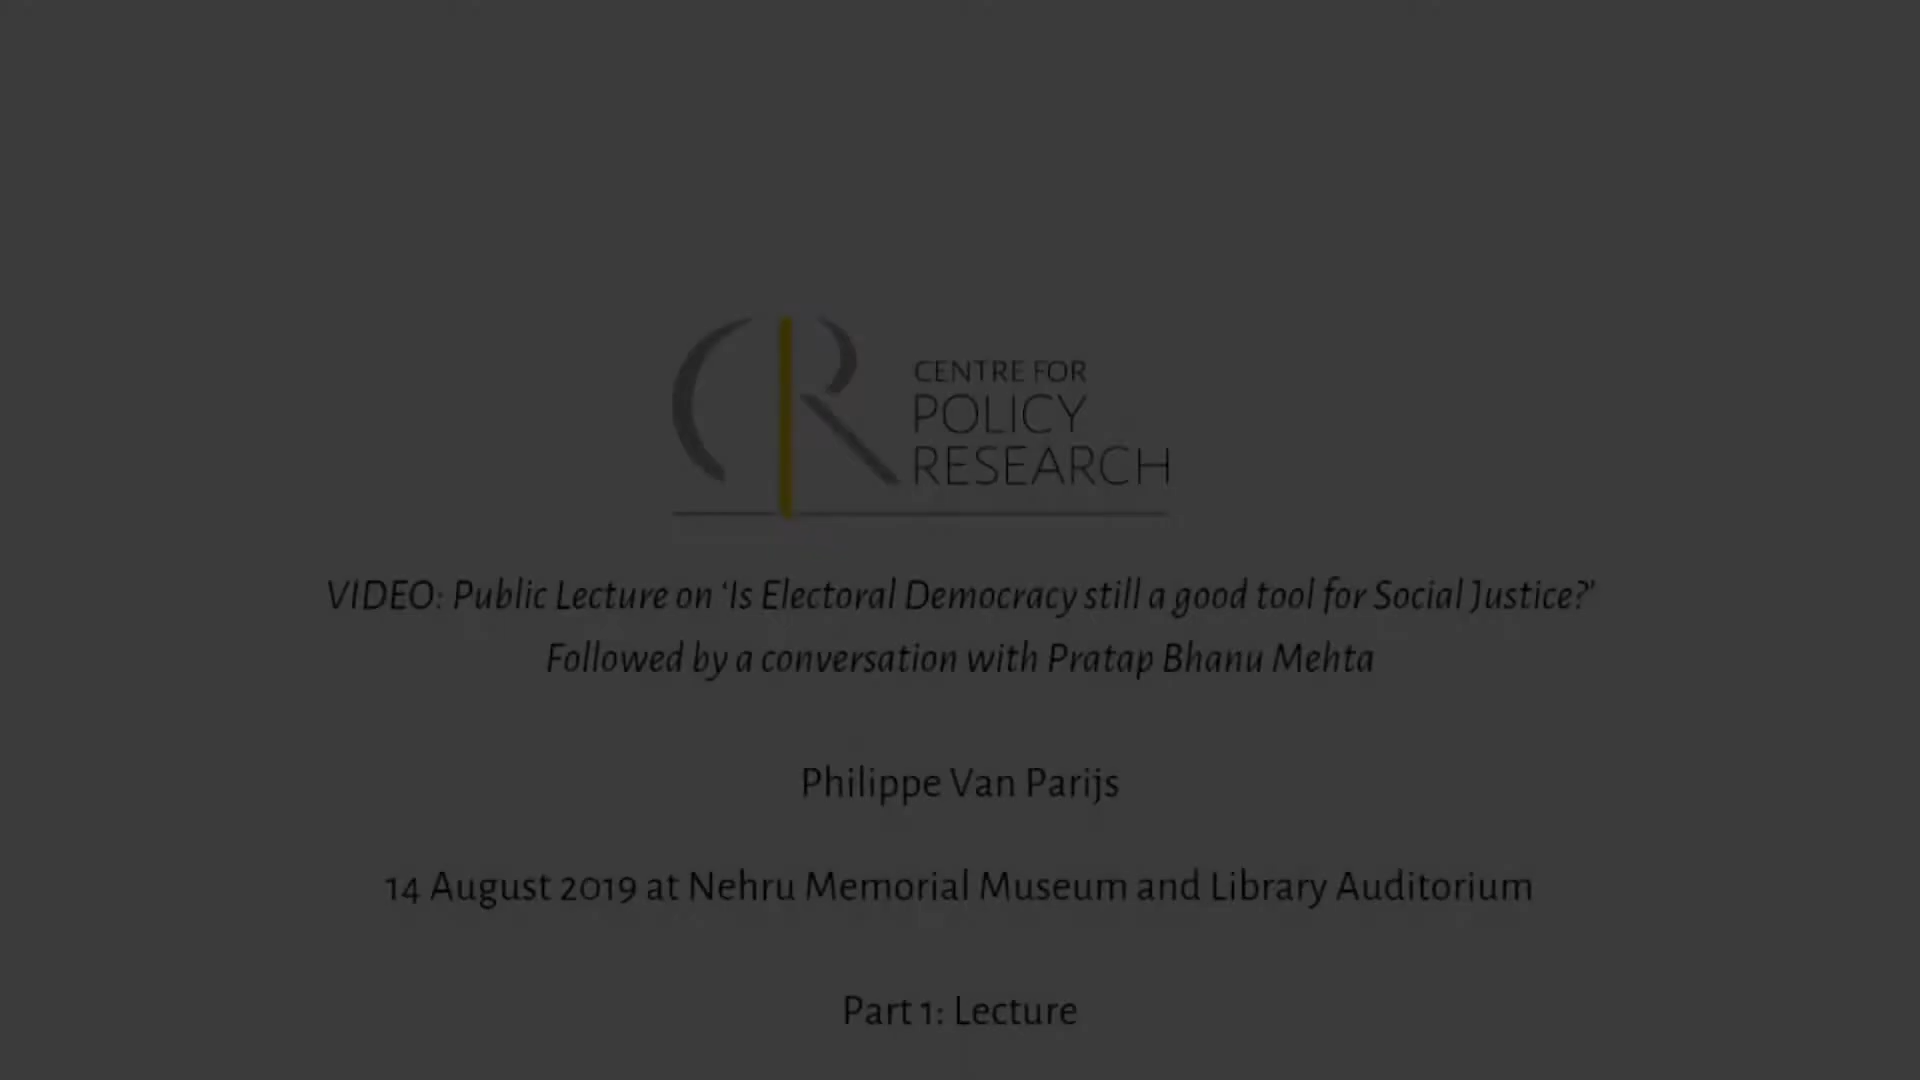 CR
CENTRE FOR
POLICY
RESEARCH
VIDEO: Public Lecture on ‘Is Electoral Democracy still a good tool for Social Justice?’
Followed by a conversation with Pratap Bhanu Mehta
Philippe Van Parijs
14 August 2019 at Nehru Memorial Museum and Library Auditorium
Part 1: Lecture